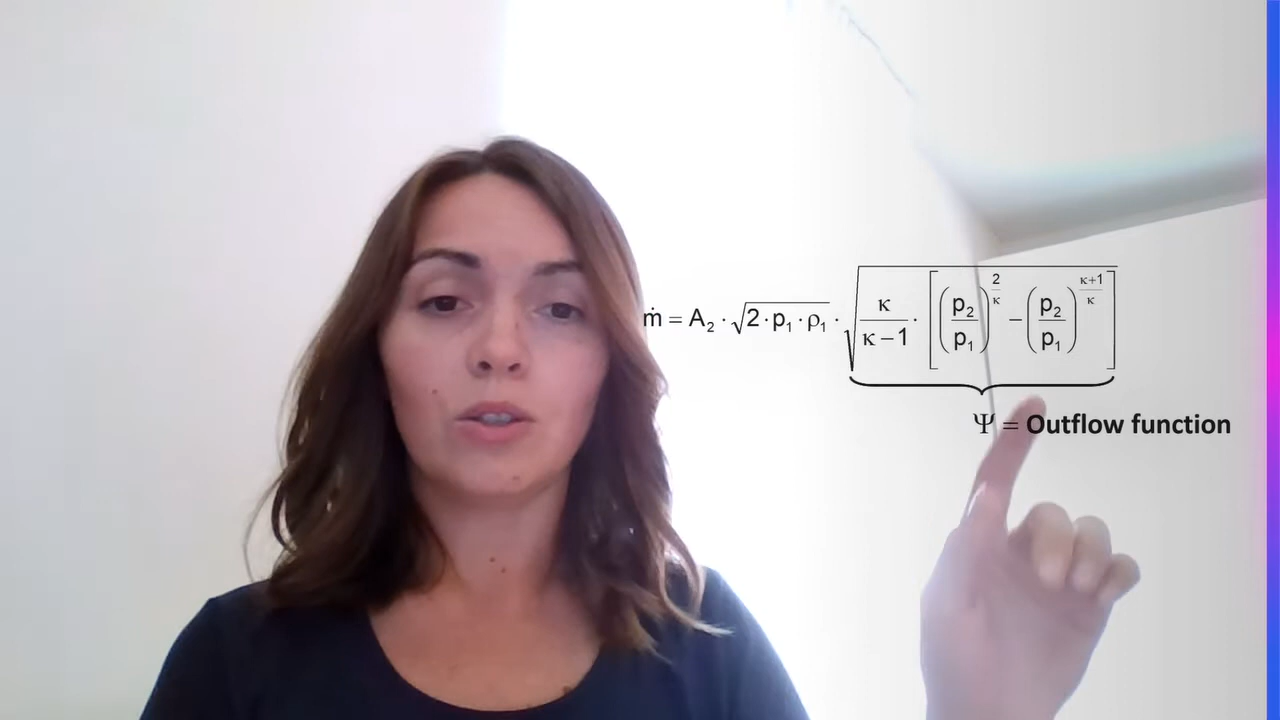 ṁ = A₂ · √(2·p₁·ρ₁) · √(κ/(κ−1) · [(p₂/p₁)^(2/κ) − (p₂/p₁)^((κ+1)/κ)])
Ψ = Outflow function